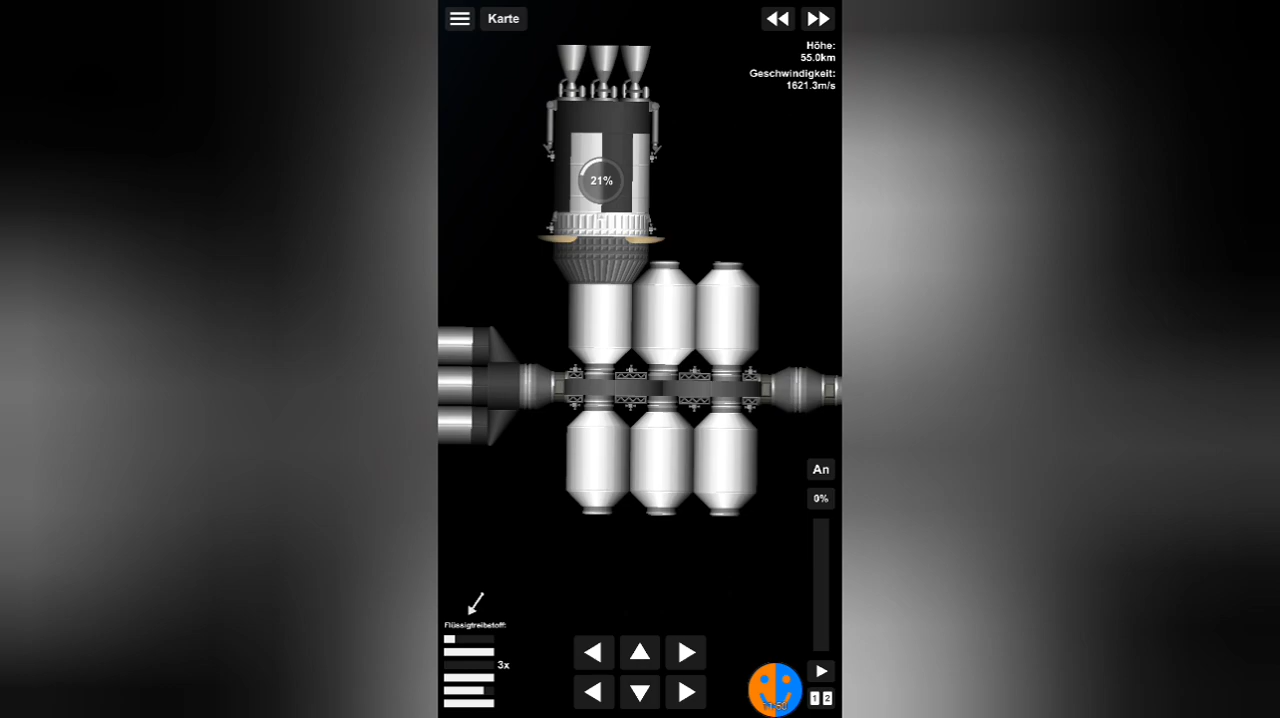 Karte
Höhe:
55.0km
Geschwindigkeit:
1621.3m/s
21%
An
0%
Flüssigtreibstoff:
3x
1 2